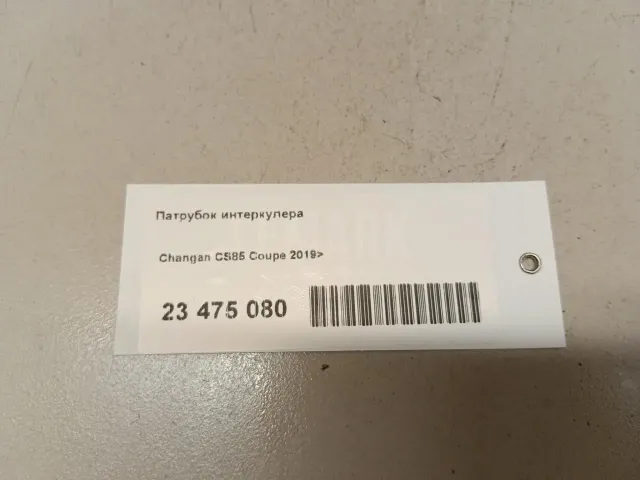 Патрубок интеркулера
Changan CS85 Coupe 2019>
23 475 080